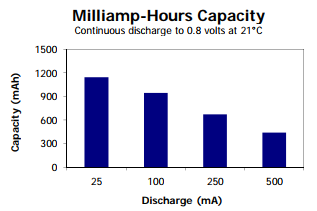 Milliamp-Hours Capacity
Continuous discharge to 0.8 volts at 21°C
Capacity (mAh)
1500
1200
900
600
300
0
25 100 250 500
Discharge (mA)